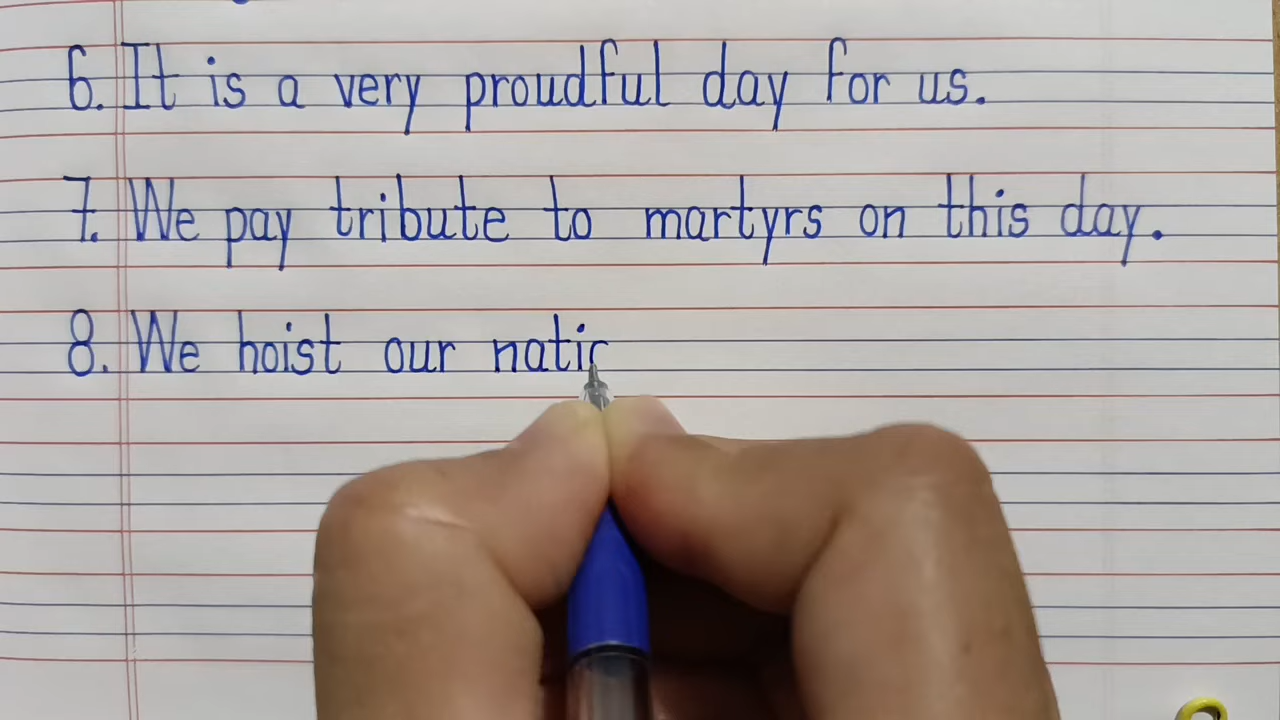 6. It is a very proudful day for us.
7. We pay tribute to martyrs on this day.
8. We hoist our natio